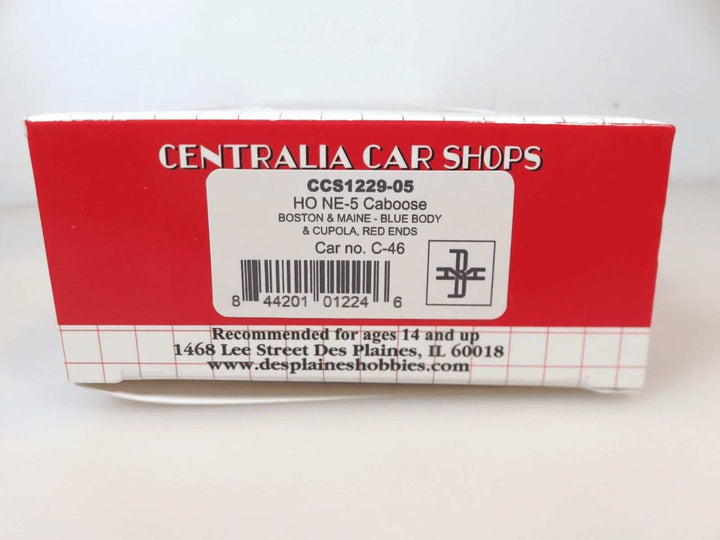 CENTRALIA CAR SHOPS
CCS1229-05
HO NE-5 Caboose
BOSTON & MAINE - BLUE BODY
& CUPOLA, RED ENDS
Car no. C-46
BM
8 44201 01224 6
Recommended for ages 14 and up
1468 Lee Street Des Plaines, IL 60018
www.desplaineshobbies.com